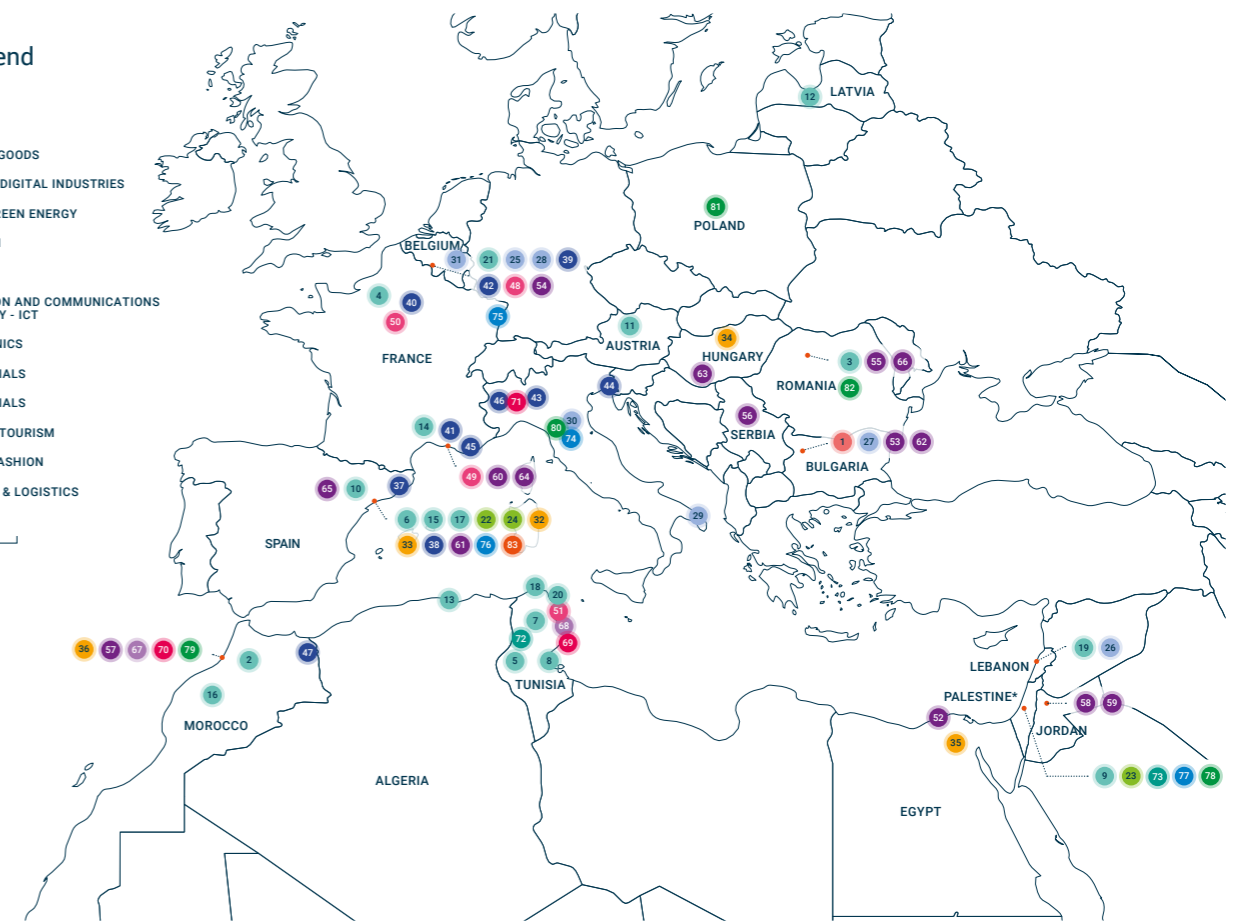 end
GOODS
DIGITAL INDUSTRIES
REEN ENERGY
ON AND COMMUNICATIONS
Y - ICT
NICS
IALS
IALS
TOURISM
ASHION
& LOGISTICS
12
LATVIA
81
POLAND
BELGIUM
31 21 25 28 39
42 48 54
4 40
50
75
FRANCE
11
AUSTRIA
34
HUNGARY
63
3 55 66
ROMANIA 82
44
46 71 43
56
SERBIA
14 41
45
80 30
74
1 27 53 62
BULGARIA
49 60 64
65 10 37
6 15 17 22 24 32
33 38 61 76 83
29
SPAIN
13
18 20
51
7 68
72 69
5 8
TUNISIA
36 57 67 70 79
2 47
16
MOROCCO
19 26
LEBANON
PALESTINE*
58 59
52
JORDAN
35
9 23 73 77 78
ALGERIA
EGYPT